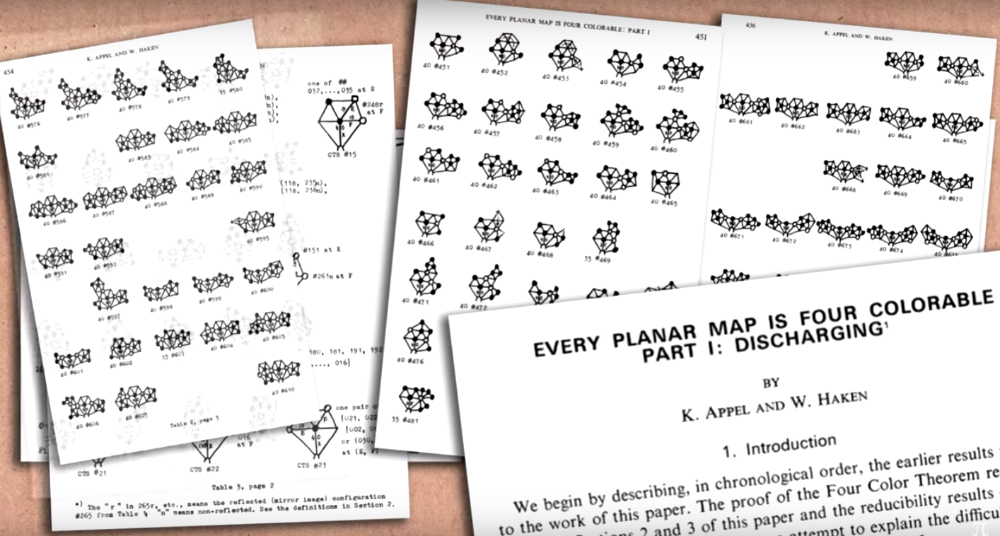 454
K. APPEL AND W. HAKEN
40 #576
40 #577
40 #578
40 #579
35 #580
40 #581
40 #583
40 #584
40 #585
40 #586
40 #587
40 #588
40 #589
40 #590
40 #591
40 #592
40 #595
40 #597
40 #598
40 #599
40 #600
40 #601
40 #602
35 #603
40 #604
40 #605
40 #606
40 #607
40 #610
Table 2, page 5
one of ##
032,...,035 at E
#248r
at F
E
F
X
CTS #15
(118, 235n),
(118, 236n),
#151 at E
#261n at F
180, 181, 191, 192
...., 016}
016
at F
one pair o
{021, 022
or (030,
at (E, F)
CTS #21
CTS #22
CTS #23
Table 3, page 2
*) The "r" in 265r, etc., means the reflected (mirror image) configuration
#265 from Table 4 "n" means non-reflected. See the definitions in Section 2.
EVERY PLANAR MAP IS FOUR COLORABLE: PART I
451
40 #451
40 #452
40 #453
40 #454
40 #455
40 #456
40 #457
40 #458
40 #459
40 #460
40 #461
40 #462
40 #463
40 #464
40 #465
40 #466
40 #467
40 #468
35 #469
40 #471
40 #472
40 #476
35 #481
456
K. APPEL AND W. HAKEN
40 #659
40 #660
40 #661
40 #662
40 #663
40 #664
40 #665
40 #668
40 #669
40 #670
40 #671
40 #672
40 #673
40 #674
EVERY PLANAR MAP IS FOUR COLORABLE
PART I: DISCHARGING¹
BY
K. APPEL AND W. HAKEN
1. Introduction
We begin by describing, in chronological order, the earlier results
to the work of this paper. The proof of the Four Color Theorem re
2 and 3 of this paper and the reducibility results
attempt to explain the difficu